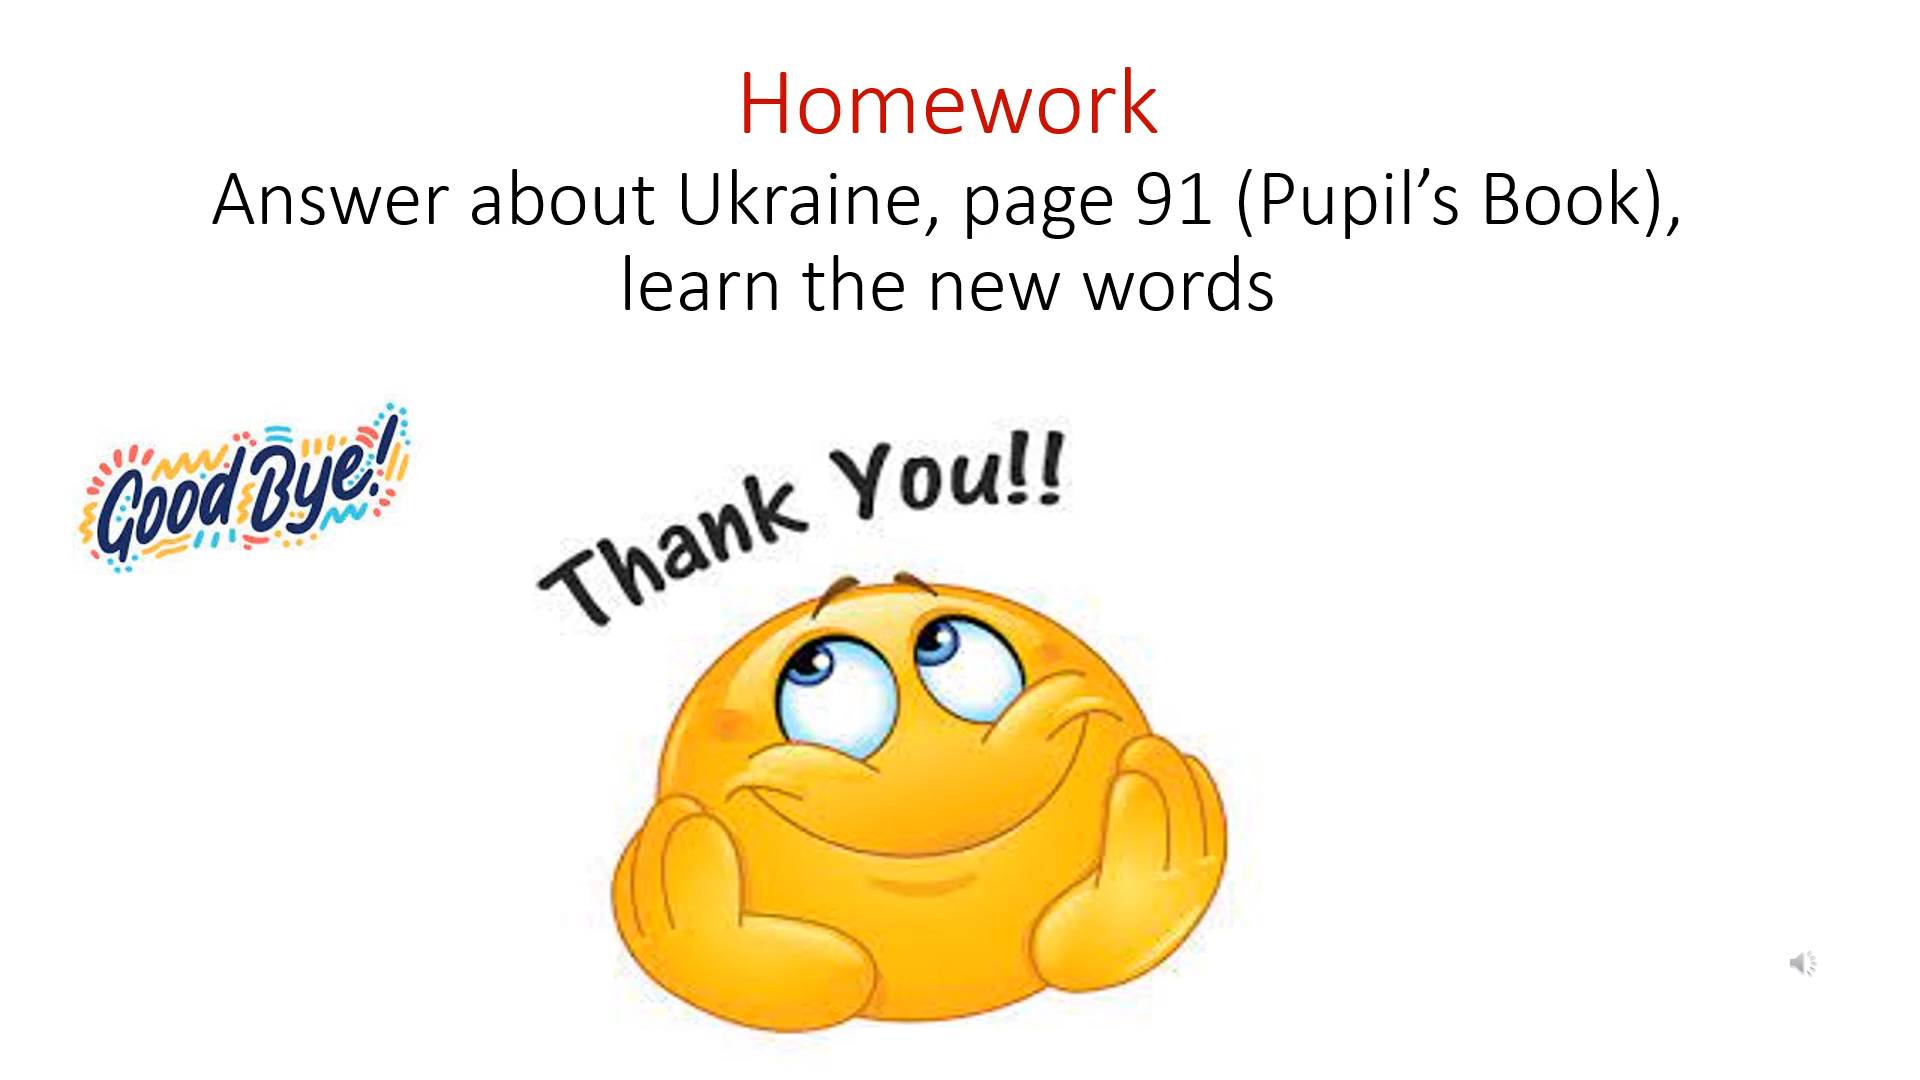 Homework
Answer about Ukraine, page 91 (Pupil’s Book),
learn the new words
Good Bye!
Thank You!!